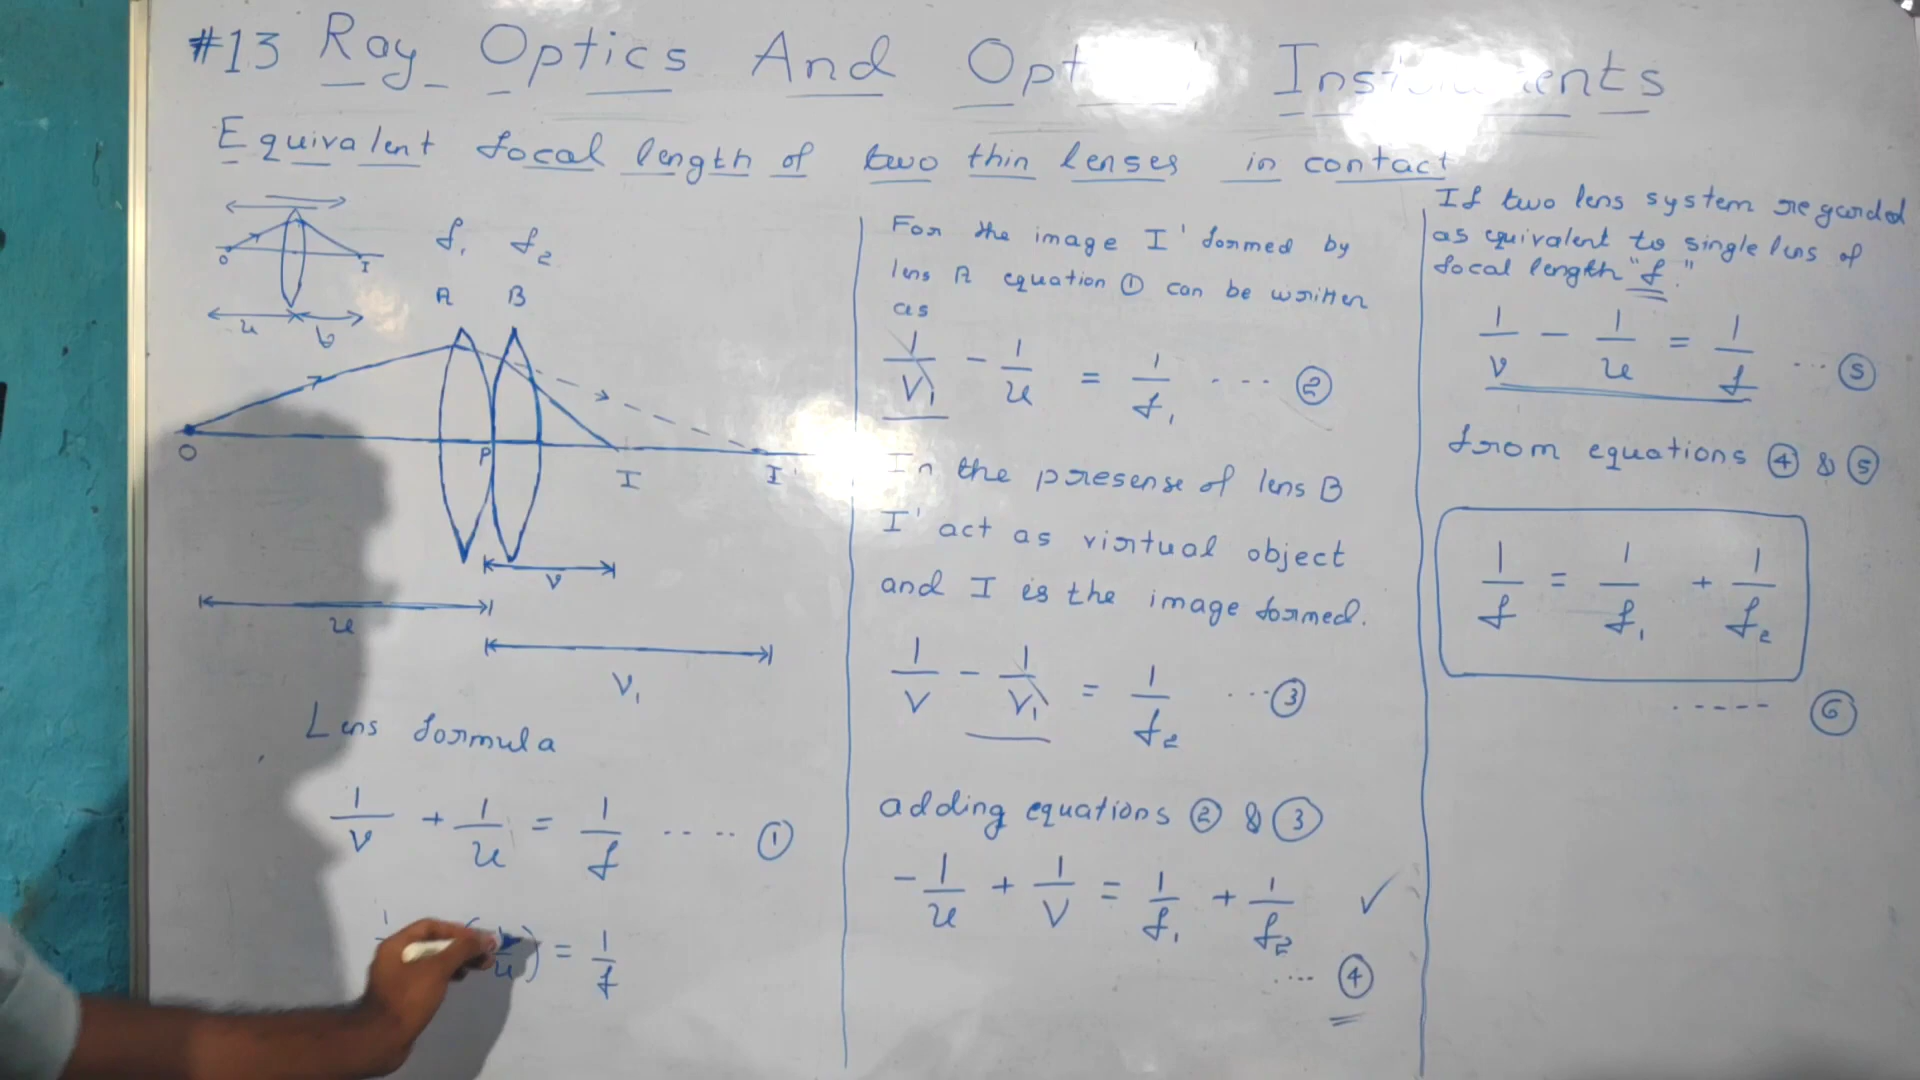 #13 Ray Optics And Opt Instruments
Equivalent focal length of two thin lenses in contact
O I
u v
f₁ f₂
A B
O P I I'
v
u
V₁
Lens formula
1/v + 1/u = 1/f ..... ①
1/u) = 1/f
For the image I' formed by
lens A equation ① can be written
as
1/V₁ - 1/u = 1/f₁ .... ②
In the presense of lens B
I' act as virtual object
and I is the image formed.
1/v - 1/V₁ = 1/f₂ ...③
adding equations ② & ③
-1/u + 1/v = 1/f₁ + 1/f₂ ✓
.... ④
If two lens system regarded
as equivalent to single lens of
focal length "f".
1/v - 1/u = 1/f ...⑤
from equations ④ & ⑤
1/f = 1/f₁ + 1/f₂
----- ⑥